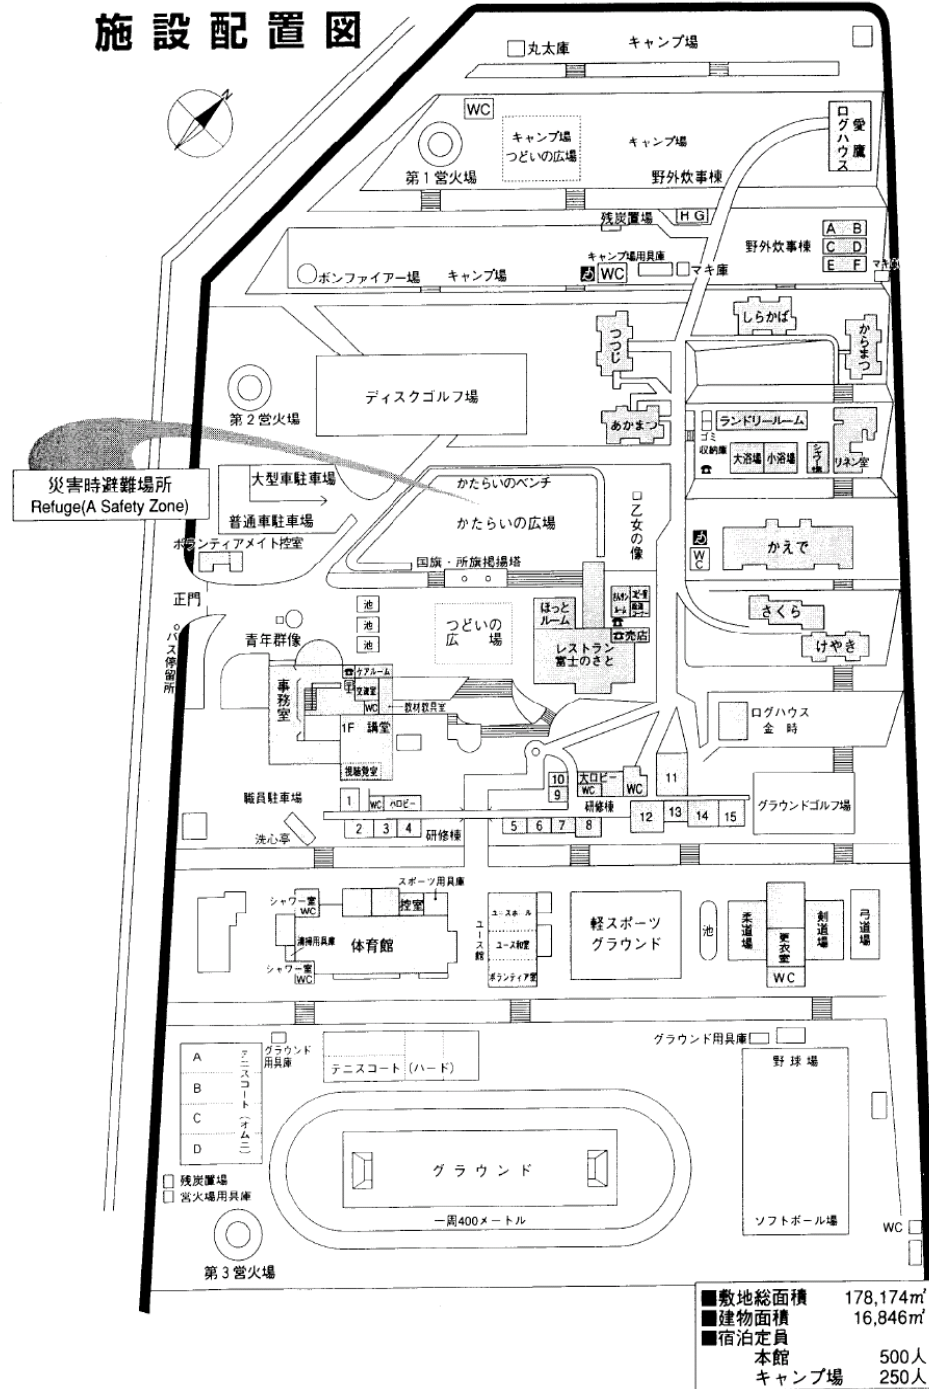 施設配置図
N
丸太庫
キャンプ場
WC
キャンプ場
つどいの広場
キャンプ場
愛鷹
ログハウス
第1営火場
野外炊事棟
残炭置場
H G
A B
C D
E F
野外炊事棟
キャンプ場用具庫
WC
マキ庫
ボンファイアー場
キャンプ場
つつじ
しらかば
からまつ
第2営火場
ディスクゴルフ場
あかまつ
ランドリールーム
ゴミ
収納庫
大浴場
小浴場
リネン室
災害時避難場所
Refuge(A Safety Zone)
大型車駐車場
普通車駐車場
かたらいのベンチ
かたらいの広場
乙女の像
WC
かえで
ボランティアメイト控室
国旗・所旗掲揚塔
正門
バス停留所
池
池
池
つどいの
広場
ほっと
ルーム
売店
レストラン
富士のさと
さくら
けやき
青年群像
事務室
ケアルーム
交流室
WC
教材教具室
1F 講堂
視聴覚室
ログハウス
金時
職員駐車場
1
WC
小ロビー
2
3
4
研修棟
洗心亭
10
9
大ロビー
WC
WC
11
研修棟
5
6
7
8
12
13
14
15
グラウンドゴルフ場
スポーツ用具庫
シャワー室
WC
控室
清掃用具庫
体育館
シャワー室
WC
ユース館
ユースホール
ユース和室
ボランティア室
軽スポーツ
グラウンド
池
柔道場
更衣室
WC
剣道場
弓道場
グラウンド
用具庫
A
B
C
D
テニスコート(オムニ)
テニスコート (ハード)
グラウンド用具庫
野球場
グラウンド
一周400メートル
ソフトボール場
WC
残炭置場
営火場用具庫
第3営火場
■敷地総面積 178,174㎡
■建物面積 16,846㎡
■宿泊定員
本館 500人
キャンプ場 250人